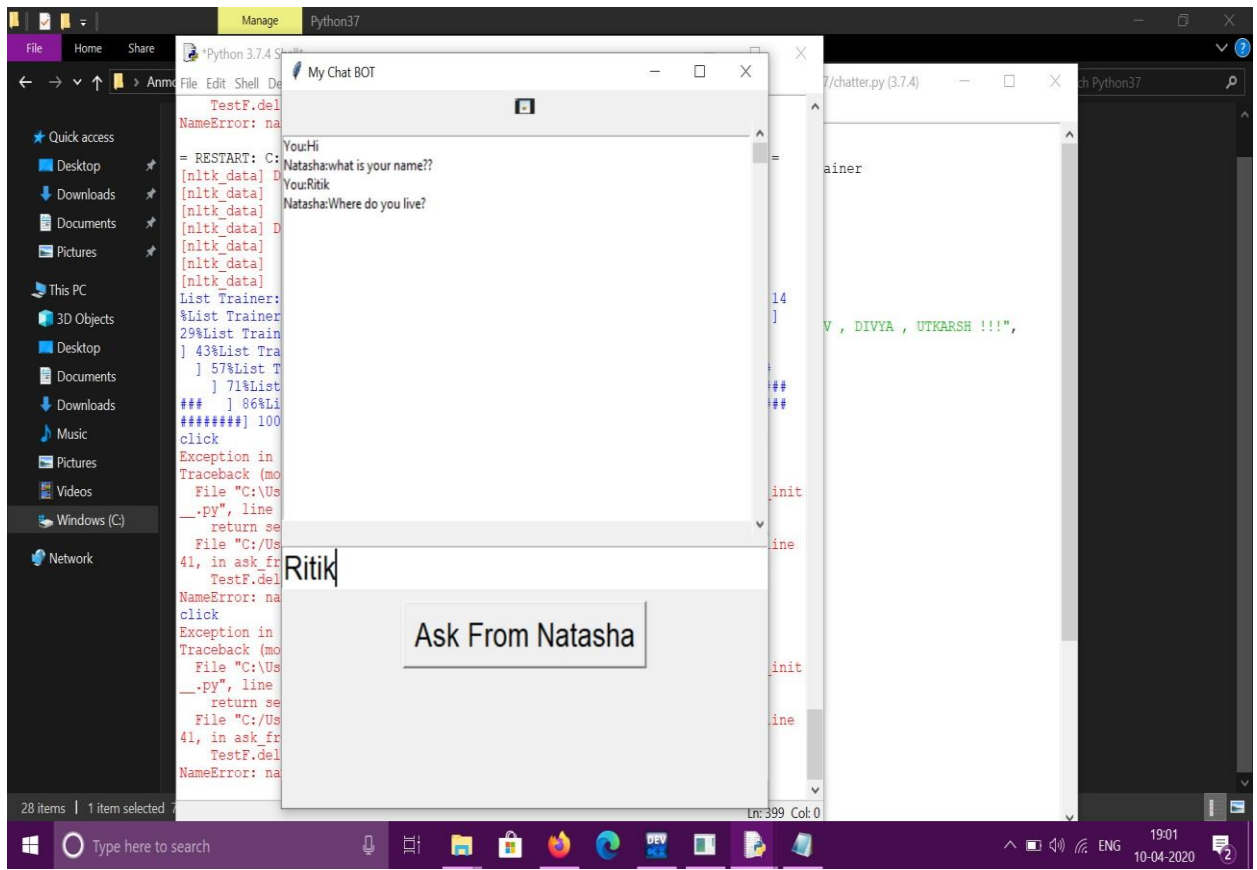 Manage Python37
File Home Share
Anm
ch Python37
Quick access
Desktop
Downloads
Documents
Pictures
This PC
3D Objects
Desktop
Documents
Downloads
Music
Pictures
Videos
Windows (C:)
Network
28 items 1 item selected 7
*Python 3.7.4 Shell*
File Edit Shell De
TestF.del
NameError: na
= RESTART: C: =
[nltk_data] D
[nltk_data]
[nltk_data]
[nltk_data] D
[nltk_data]
[nltk_data]
[nltk_data]
List Trainer: 14
%List Trainer ]
29%List Train
] 43%List Tra
] 57%List T #
] 71%List ##
### ] 86%Li ##
########] 100
click
Exception in
Traceback (mo
File "C:\Us _init
__.py", line
return se
File "C:/Us ine
41, in ask_fr
TestF.del
NameError: na
click
Exception in
Traceback (mo
File "C:\Us _init
__.py", line
return se
File "C:/Us ine
41, in ask_fr
TestF.del
NameError: na
Ln: 399 Col: 0
My Chat BOT
You:Hi
Natasha:what is your name??
You:Ritik
Natasha:Where do you live?
Ritik
Ask From Natasha
7/chatter.py (3.7.4)
ainer
V , DIVYA , UTKARSH !!!",
Type here to search
DEV
ENG
19:01
10-04-2020
2